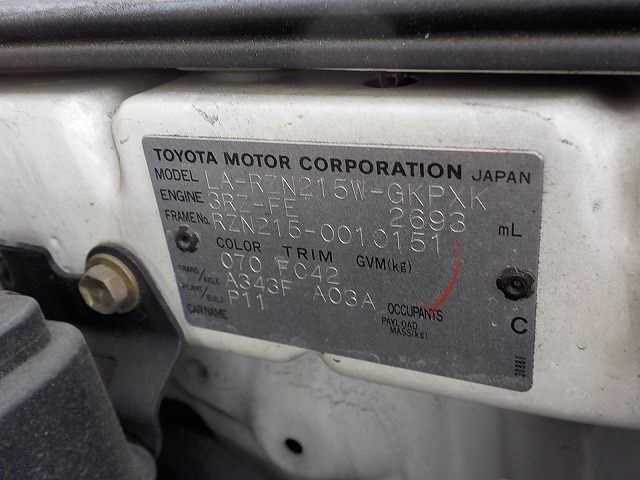 TOYOTA MOTOR CORPORATION JAPAN
MODEL LA-RZN215W-GKPXK
ENGINE 3RZ-FE 2693 mL
FRAME No. RZN215-0010151
COLOR TRIM GVM(kg)
070 FC42
TRANS/AXLE A343F A03A
PLANT/BUILT P11 OCCUPANTS
CAR NAME PAYLOAD MASS(kg) C
30881